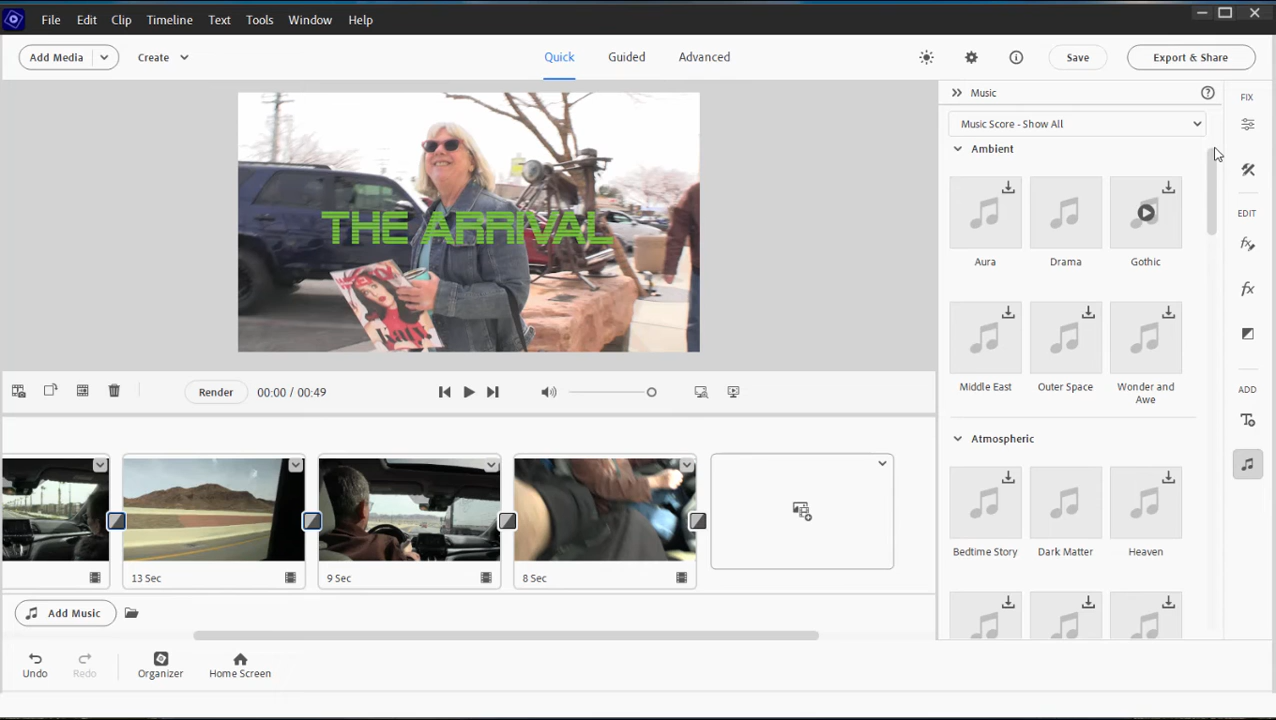 File Edit Clip Timeline Text Tools Window Help
Add Media Create Quick Guided Advanced Save Export & Share
Music
FIX
Music Score - Show All
Ambient
EDIT
THE ARRIVAL
Aura Drama Gothic
Middle East Outer Space Wonder and Awe
ADD
Render 00:00 / 00:49
Atmospheric
Bedtime Story Dark Matter Heaven
13 Sec 9 Sec 8 Sec
Add Music
Undo Redo Organizer Home Screen